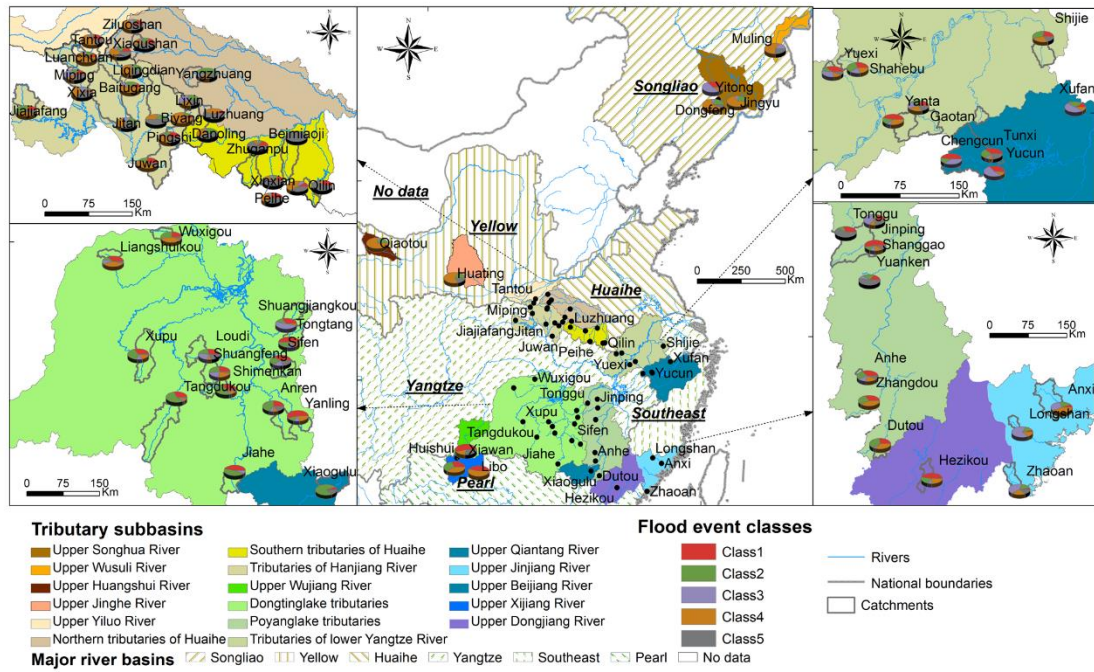 Ziluoshan
Tantou
Xiagushan
Luanchuan
Miping
Liqingdian
Yangzhuang
Xixia
Baitugang
Jiajiafang
Lixin
Luzhuang
Jitan
Biyang
Pingshi
Dapoling
Beimiaoji
Zhuganpu
Juwan
Xinxian
Qilin
Peihe
0 75 150
Km
Wuxigou
Liangshuikou
Shuangjiangkou
Tongtang
Xupu
Loudi
Sifen
Shuangfeng
Shimenkan
Tangdukou
Anren
Yanling
Jiahe
Xiaogulu
0 75 150
Km
Muling
Songliao
Yitong
Dongfeng
Jingyu
No data
Yellow
Qiaotou
Huating
0 250 500
Km
Tantou
Huaihe
Miping
Luzhuang
Jiajiafang
Jitan
Qilin
Shijie
Juwan
Peihe
Yuexi
Xufan
Yucun
Yangtze
Wuxigou
Tonggu
Jinping
Xupu
Southeast
Tangdukou
Sifen
Huishui
Xiawan
Jiahe
Anhe
Longshan
Anxi
Libo
Pearl
Xiaogulu
Dutou
Hezikou
Zhaoan
Shijie
Yuexi
Shahebu
Xufan
Yanta
Gaotan
Tunxi
Chengcun
Yucun
0 75 150
Km
Tonggu
Jinping
Shanggao
Yuanken
0 75 150
Km
Anhe
Zhangdou
Anxi
Longshan
Dutou
Hezikou
Zhaoan
Tributary subbasins
Upper Songhua River
Upper Wusuli River
Upper Huangshui River
Upper Jinghe River
Upper Yiluo River
Northern tributaries of Huaihe
Southern tributaries of Huaihe
Tributaries of Hanjiang River
Upper Wujiang River
Dongtinglake tributaries
Poyanglake tributaries
Tributaries of lower Yangtze River
Upper Qiantang River
Upper Jinjiang River
Upper Beijiang River
Upper Xijiang River
Upper Dongjiang River
Flood event classes
Class1
Class2
Class3
Class4
Class5
Rivers
National boundaries
Catchments
Major river basins Songliao Yellow Huaihe Yangtze Southeast Pearl No data